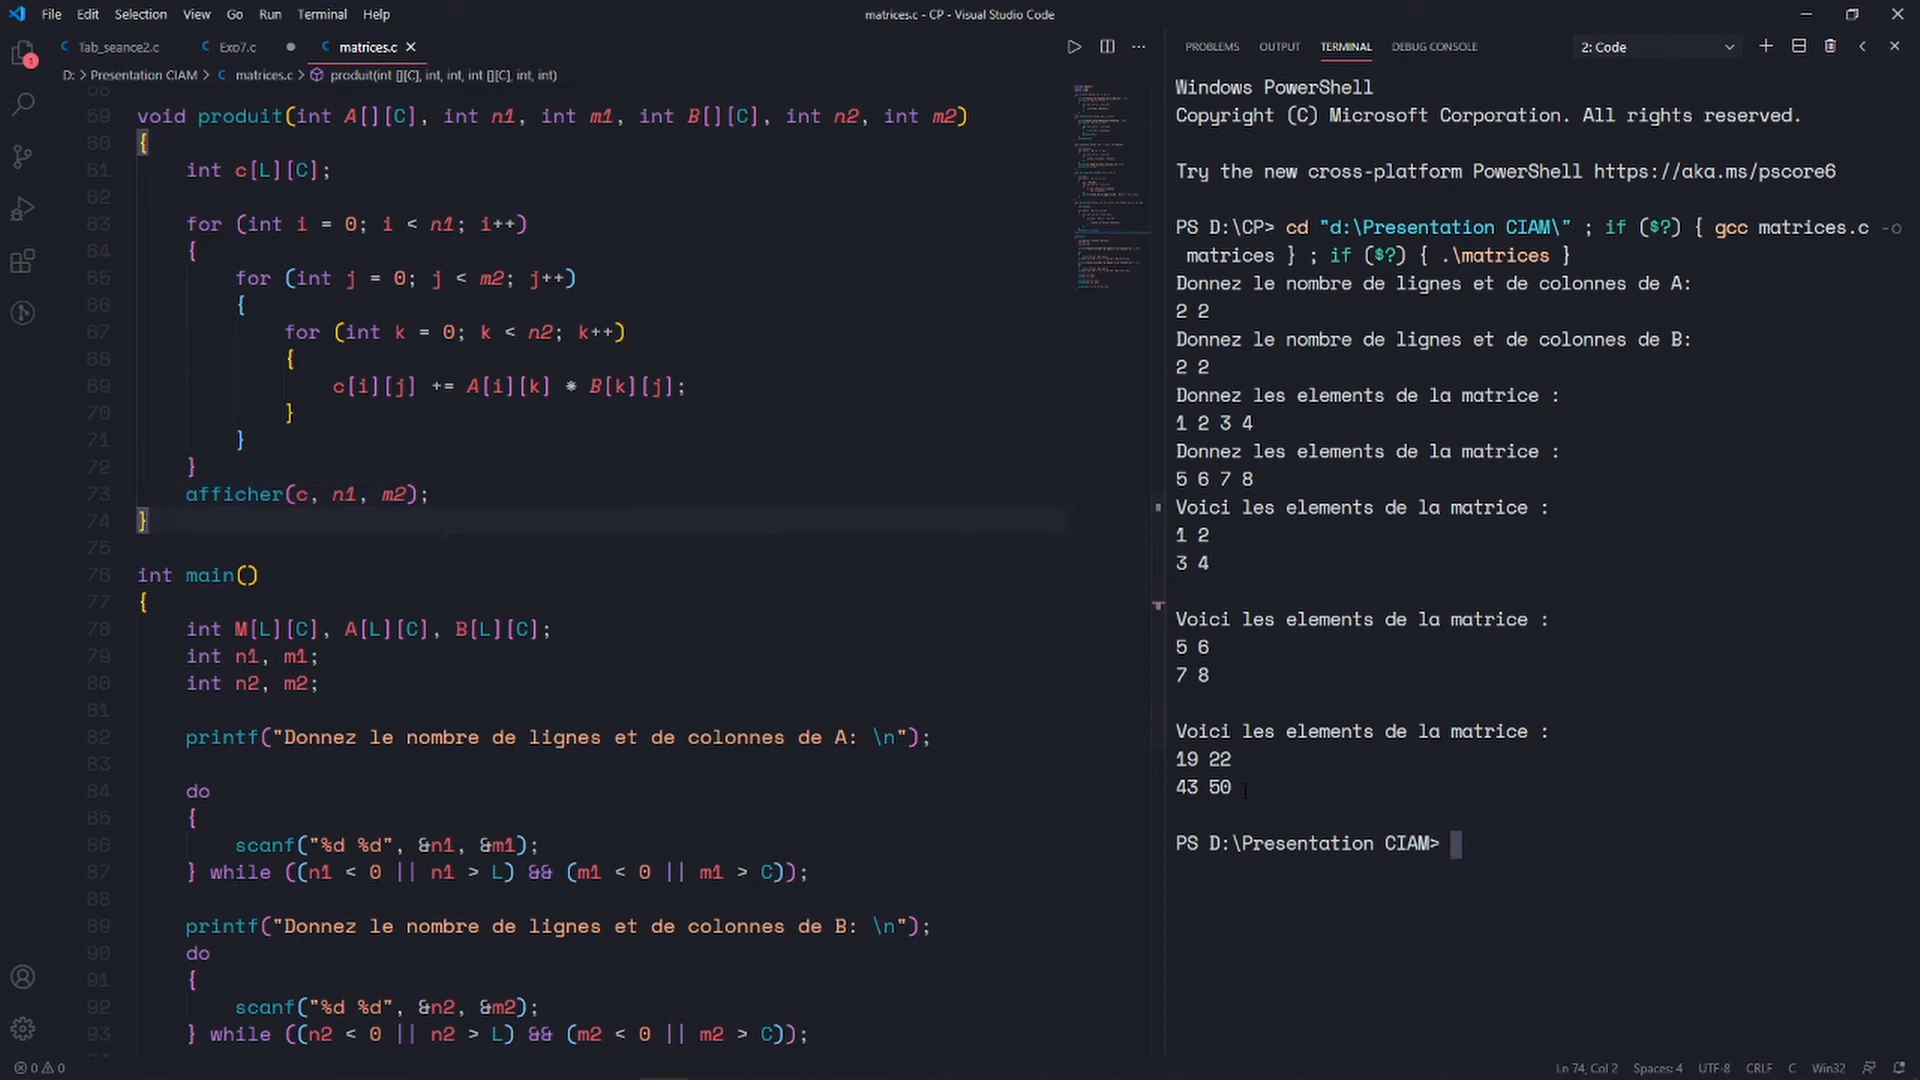 File Edit Selection View Go Run Terminal Help
matrices.c - CP - Visual Studio Code
Tab_seance2.c Exo7.c matrices.c
D: > Presentation CIAM > matrices.c > produit(int [][C], int, int, int [][C], int, int)
58
59 void produit(int A[][C], int n1, int m1, int B[][C], int n2, int m2)
60 {
61 int c[L][C];
62
63 for (int i = 0; i < n1; i++)
64 {
65 for (int j = 0; j < m2; j++)
66 {
67 for (int k = 0; k < n2; k++)
68 {
69 c[i][j] += A[i][k] * B[k][j];
70 }
71 }
72 }
73 afficher(c, n1, m2);
74 }
75
76 int main()
77 {
78 int M[L][C], A[L][C], B[L][C];
79 int n1, m1;
80 int n2, m2;
81
82 printf("Donnez le nombre de lignes et de colonnes de A: \n");
83
84 do
85 {
86 scanf("%d %d", &n1, &m1);
87 } while ((n1 < 0 || n1 > L) && (m1 < 0 || m1 > C));
88
89 printf("Donnez le nombre de lignes et de colonnes de B: \n");
90 do
91 {
92 scanf("%d %d", &n2, &m2);
93 } while ((n2 < 0 || n2 > L) && (m2 < 0 || m2 > C));
PROBLEMS OUTPUT TERMINAL DEBUG CONSOLE 2: Code
Windows PowerShell
Copyright (C) Microsoft Corporation. All rights reserved.
Try the new cross-platform PowerShell https://aka.ms/pscore6
PS D:\CP> cd "d:\Presentation CIAM\" ; if ($?) { gcc matrices.c -o
matrices } ; if ($?) { .\matrices }
Donnez le nombre de lignes et de colonnes de A:
2 2
Donnez le nombre de lignes et de colonnes de B:
2 2
Donnez les elements de la matrice :
1 2 3 4
Donnez les elements de la matrice :
5 6 7 8
Voici les elements de la matrice :
1 2
3 4
Voici les elements de la matrice :
5 6
7 8
Voici les elements de la matrice :
19 22
43 50
PS D:\Presentation CIAM>
0 0 Ln 74, Col 2 Spaces: 4 UTF-8 CRLF C Win32